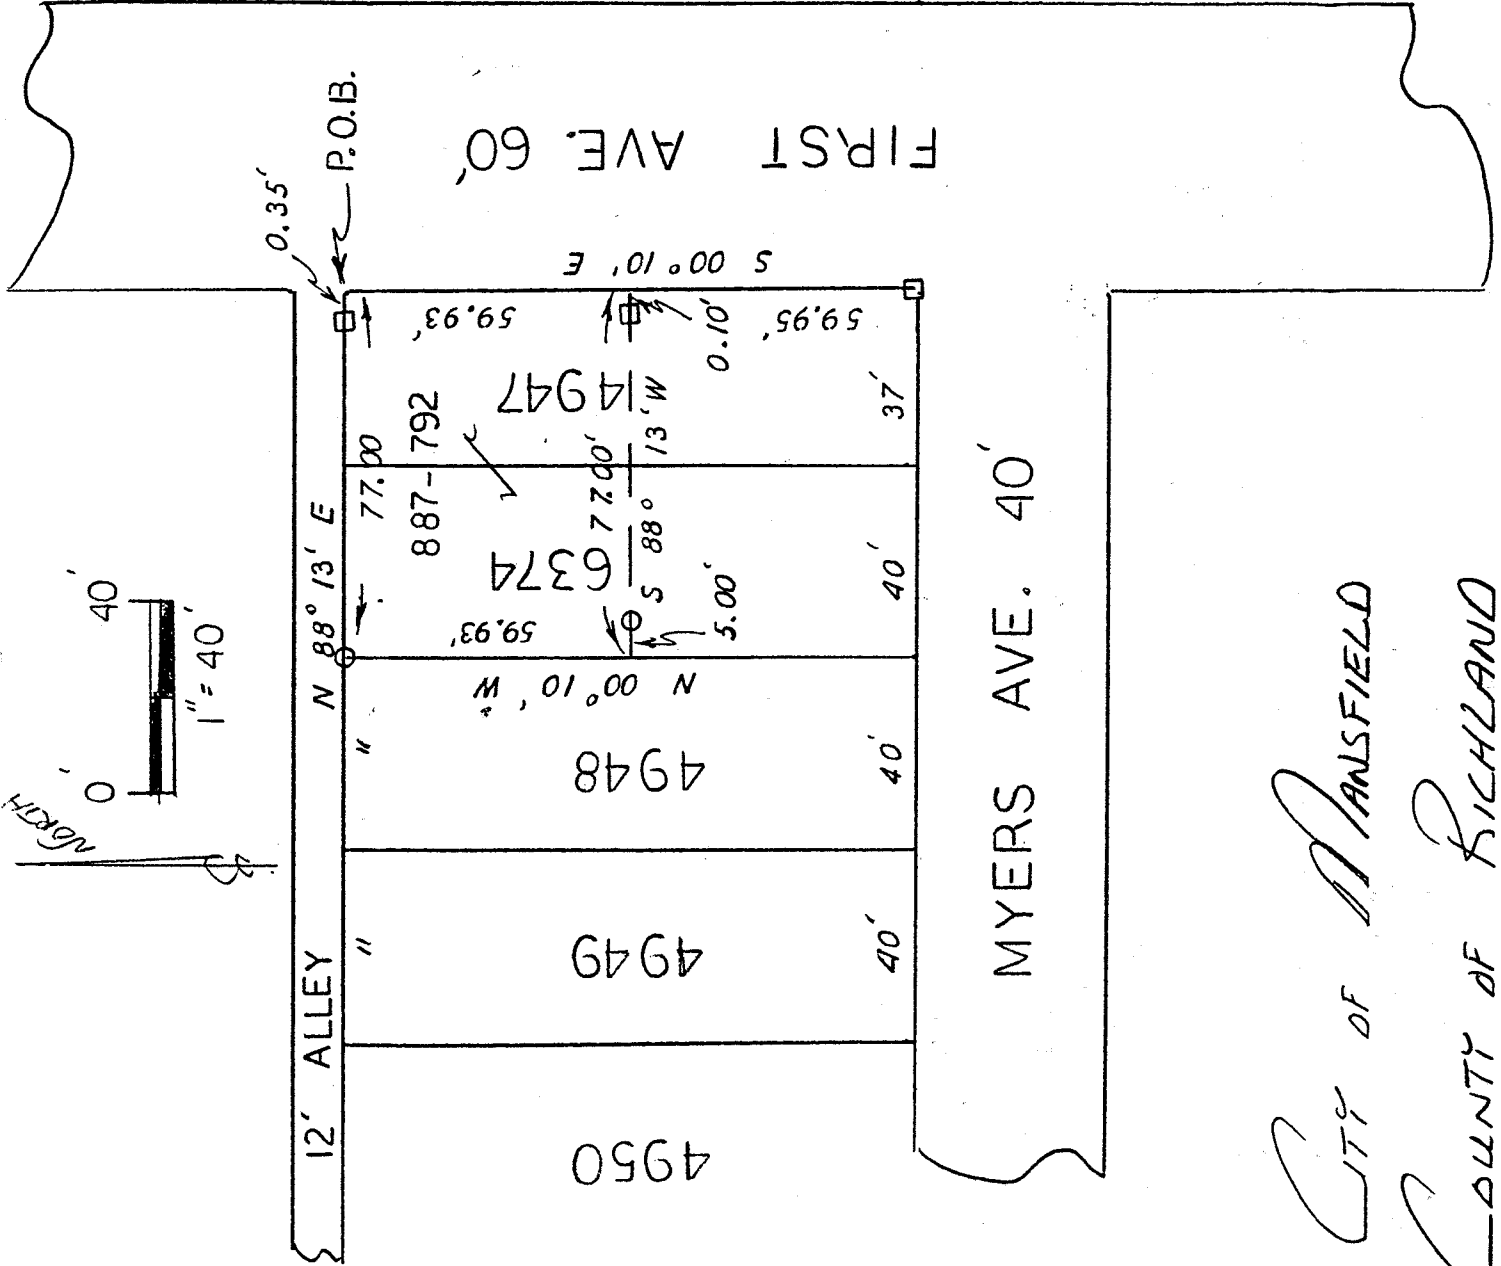 NORTH
0' 40'
1" = 40'
12' ALLEY
N 88° 13' E
0.35'
P.O.B.
FIRST AVE. 60'
S 00° 10' E
59.93'
59.95'
77.00
887-792
14947
6374
77.00'
S 88° 13' W
0.10'
5.00'
59.93'
N 00° 10' W
"
4948
"
4949
4950
37'
40'
40'
40'
MYERS AVE. 40'
CITY OF MANSFIELD
COUNTY OF RICHLAND